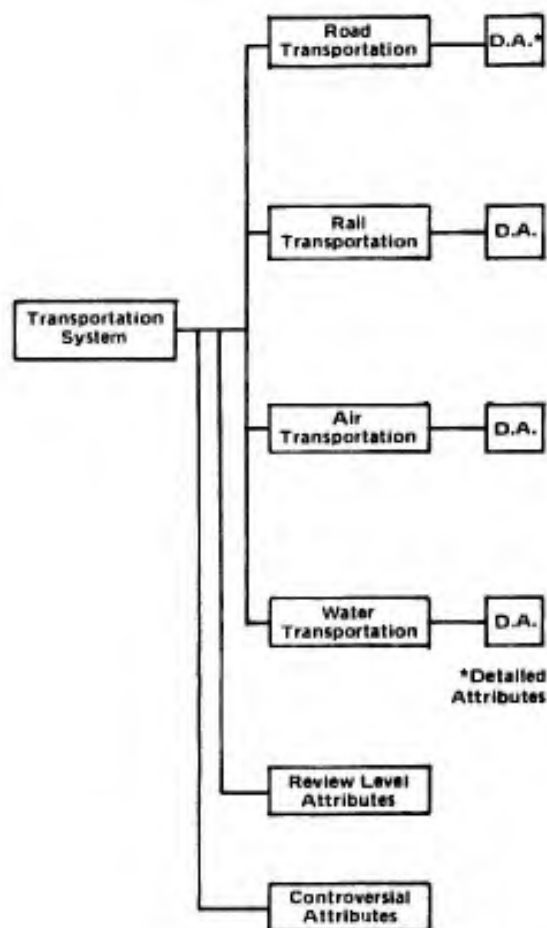 Road
Transportation
D.A.*
Rail
Transportation
D.A.
Transportation
System
Air
Transportation
D.A.
Water
Transportation
D.A.
*Detailed
Attributes
Review Level
Attributes
Controversial
Attributes